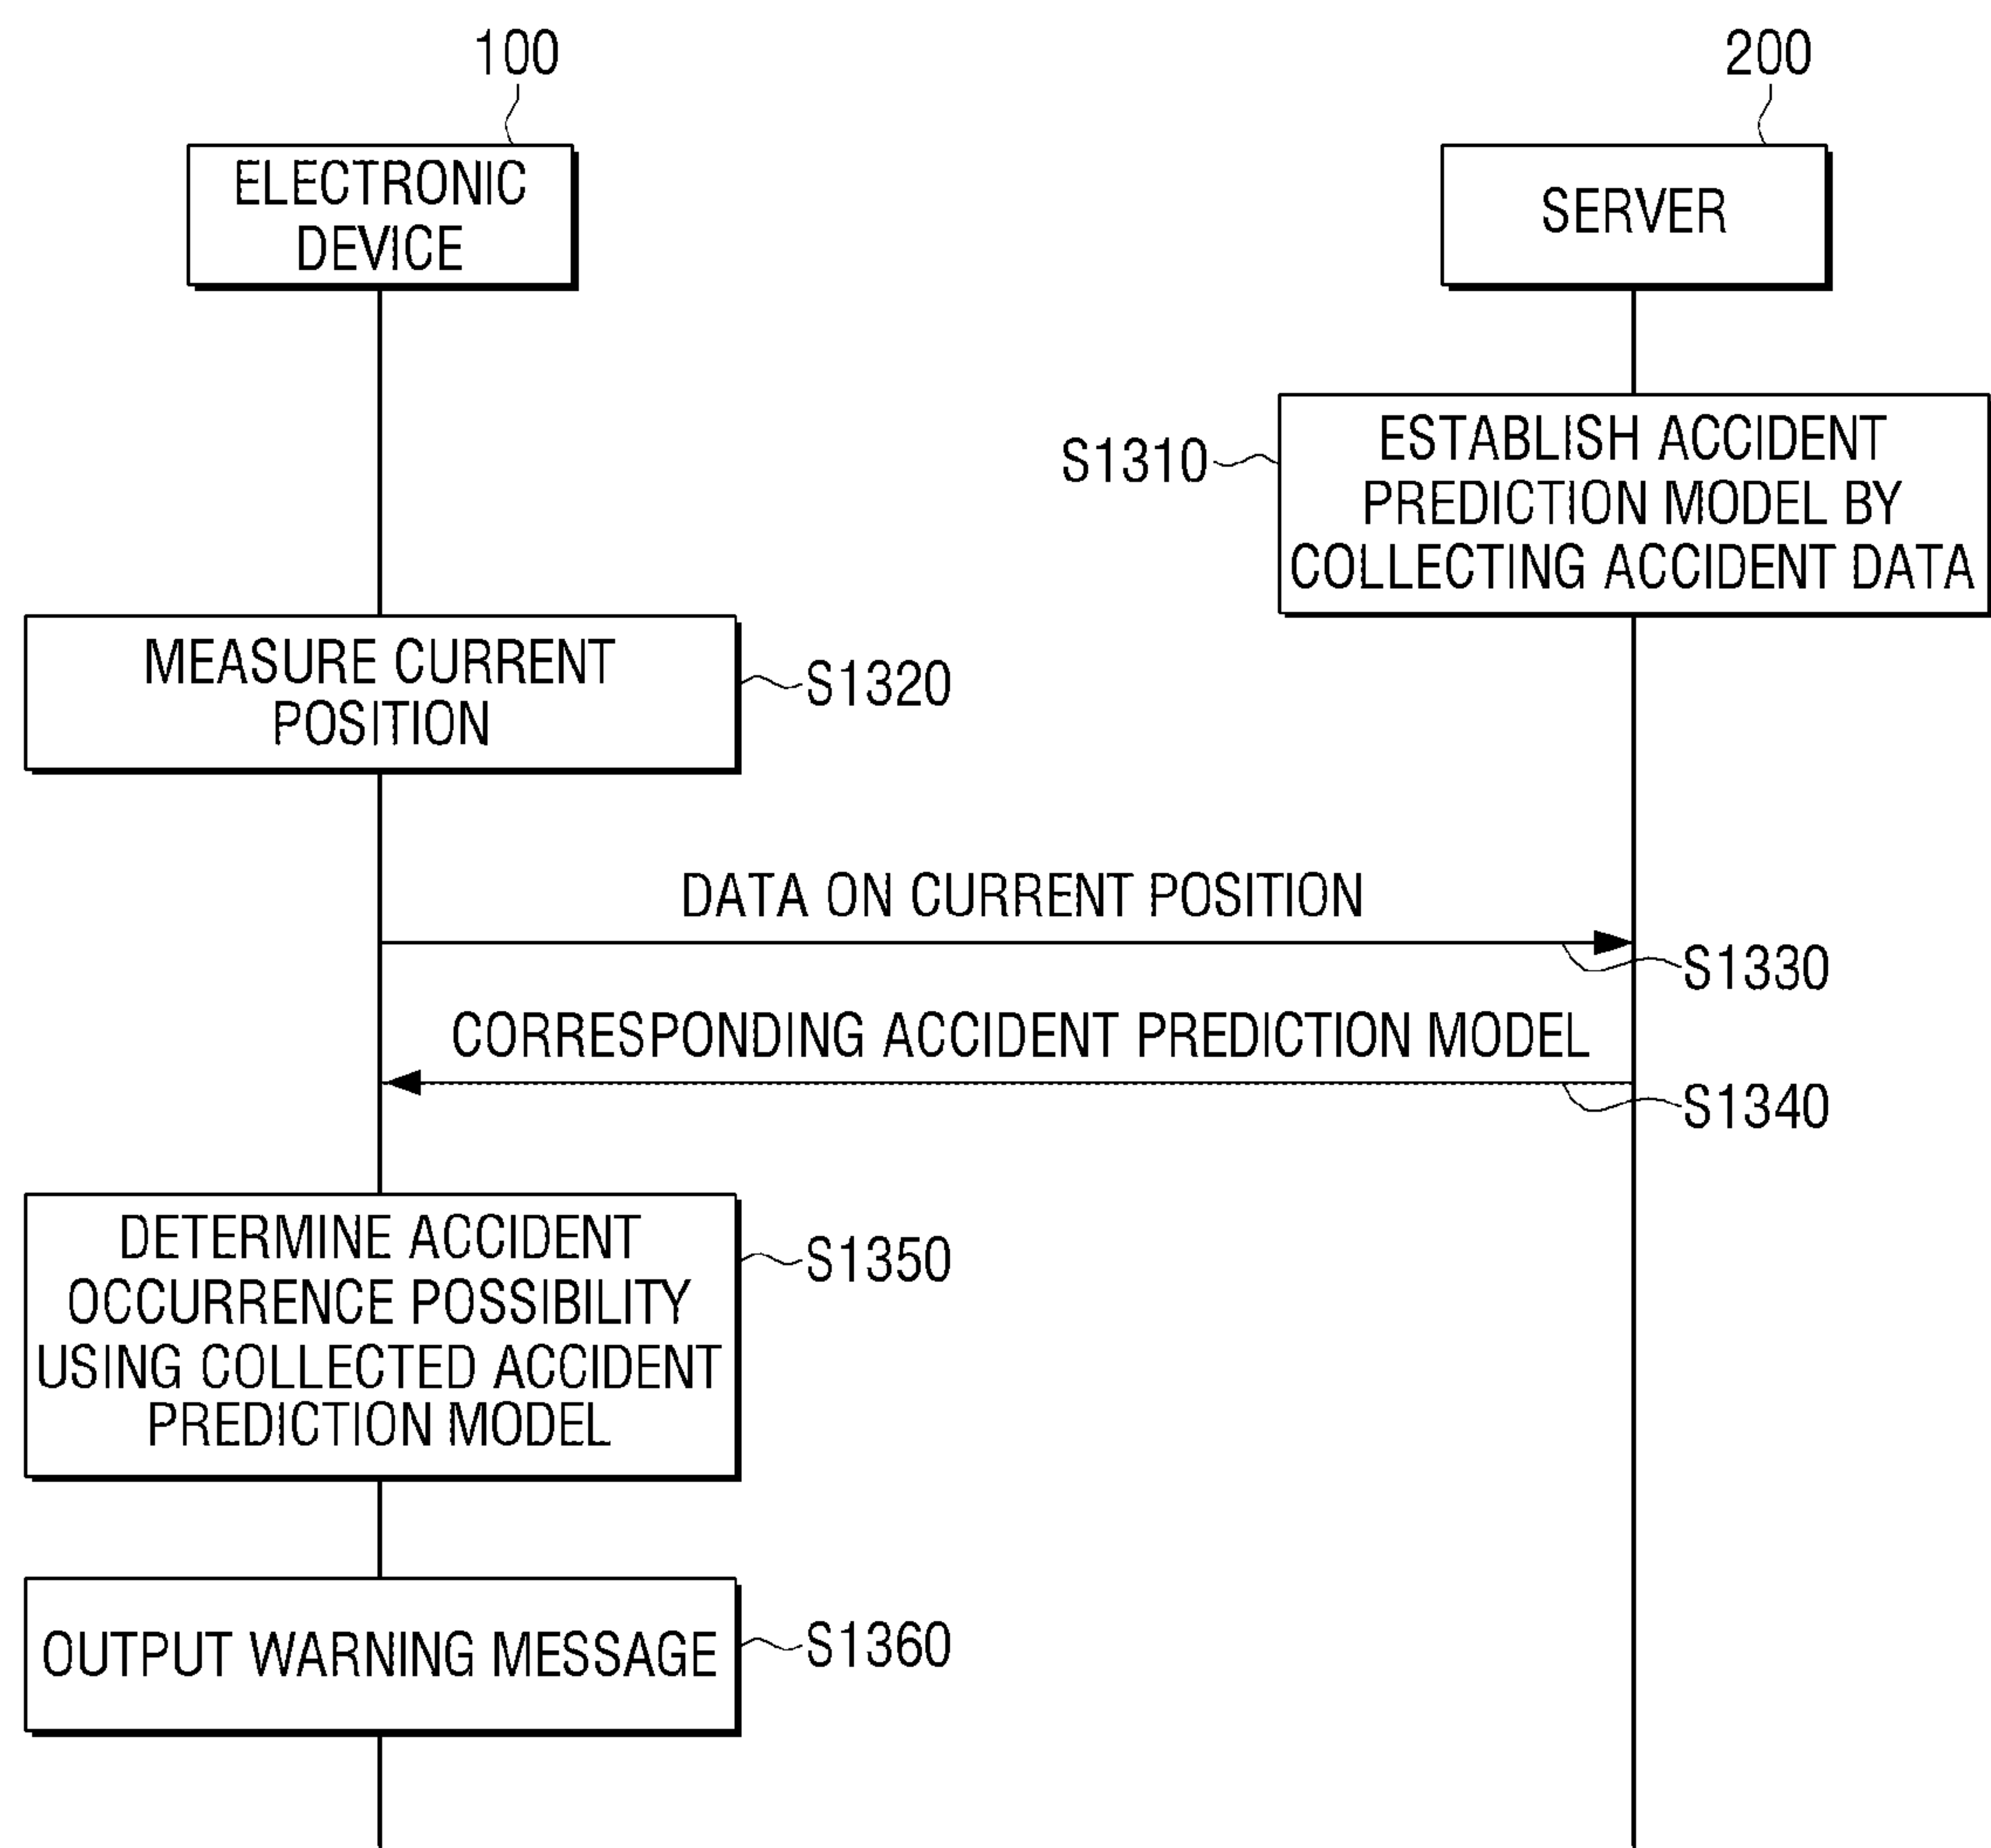 100
200
ELECTRONIC
DEVICE
SERVER
S1310
ESTABLISH ACCIDENT
PREDICTION MODEL BY
COLLECTING ACCIDENT DATA
MEASURE CURRENT
POSITION
S1320
DATA ON CURRENT POSITION
S1330
CORRESPONDING ACCIDENT PREDICTION MODEL
S1340
DETERMINE ACCIDENT
OCCURRENCE POSSIBILITY
USING COLLECTED ACCIDENT
PREDICTION MODEL
S1350
OUTPUT WARNING MESSAGE
S1360